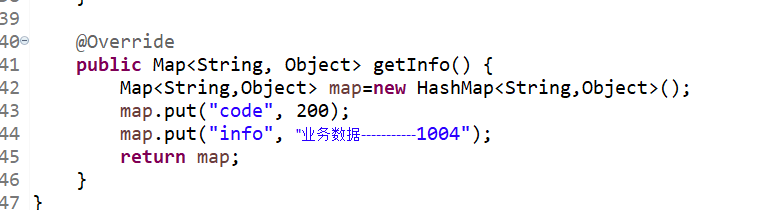 39
40 @Override
41 public Map<String, Object> getInfo() {
42 Map<String,Object> map=new HashMap<String,Object>();
43 map.put("code", 200);
44 map.put("info", "业务数据-----------1004");
45 return map;
46 }
47 }